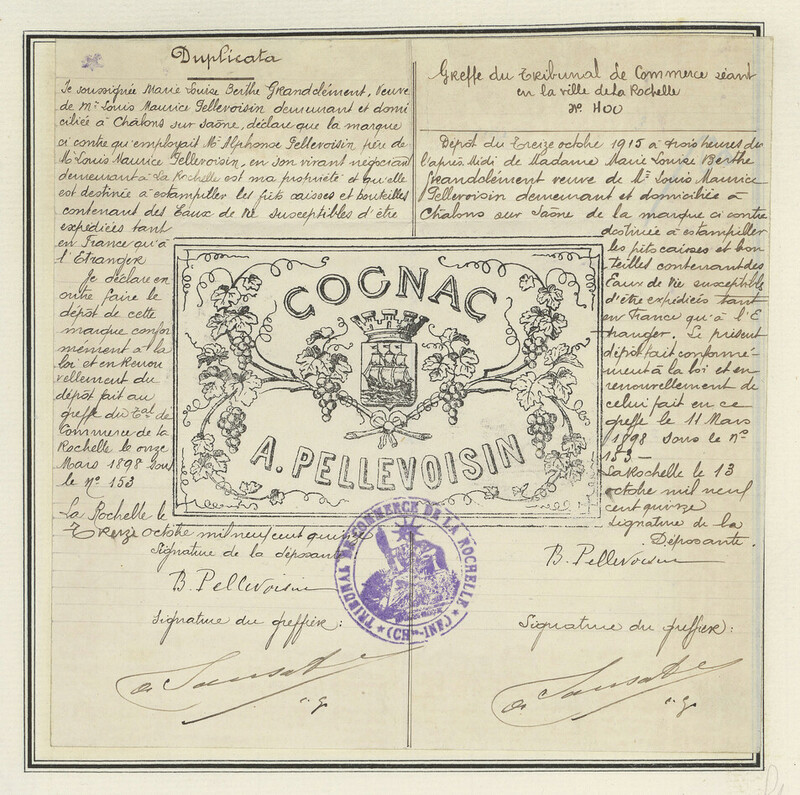 Duplicata
Je soussignée Marie Louise Berthe Grandclément, Veuve
de Mr Louis Maurice Pellevoisin demeurant et domi
ciliée à Châlons sur Saône, déclare que la marque
ci contre qu'employait Mr Alphonse Pellevoisin père de
Mr Louis Maurice Pellevoisin, en son vivant négociant
demeurant à La Rochelle est ma propriété et qu'elle
est destinée à estampiller les fûts caisses et bouteilles
contenant des Eaux de Vie susceptibles d'être
expédiées tant
en France qu'à
l'Etranger
Je déclare en
outre faire le
dépôt de cette
marque confor
mément à la
loi et en renou
vellement du
dépôt fait au
greffe du Tal de
Commerce de la
Rochelle le onze
Mars 1898 sous
le No 153
La Rochelle le
Treize octobre mil neuf cent quinze
Signature de la déposante
B. Pellevoisin
Signature du greffier:
c. g.
COGNAC
A. PELLEVOISIN
TRIBUNAL DE COMMERCE DE LA ROCHELLE
(CHte-INFre)
Greffe du Tribunal de Commerce séant
en la ville de la Rochelle
No 400
Dépôt du Treize octobre 1915 à trois heures de
l'après Midi de Madame Marie Louise Berthe
Grandclément veuve de Mr Louis Maurice
Pellevoisin demeurant et domiciliée à
Châlons sur Saône de la marque ci contre
destinée à estampiller
les fûts caisses et bou
teilles contenant des
Eaux de Vie susceptible
d'être expédiées tant
en France qu'à l'E
tranger. Le présent
dépôt fait conformé-
ment à la loi et en
renouvellement de
celui fait en ce
greffe le 11 Mars
1898 sous le No
153 —
La Rochelle le 13
octobre mil neuf
cent quinze
Signature de la
Déposante.
B. Pellevoisin
Signature du greffier:
c. g.